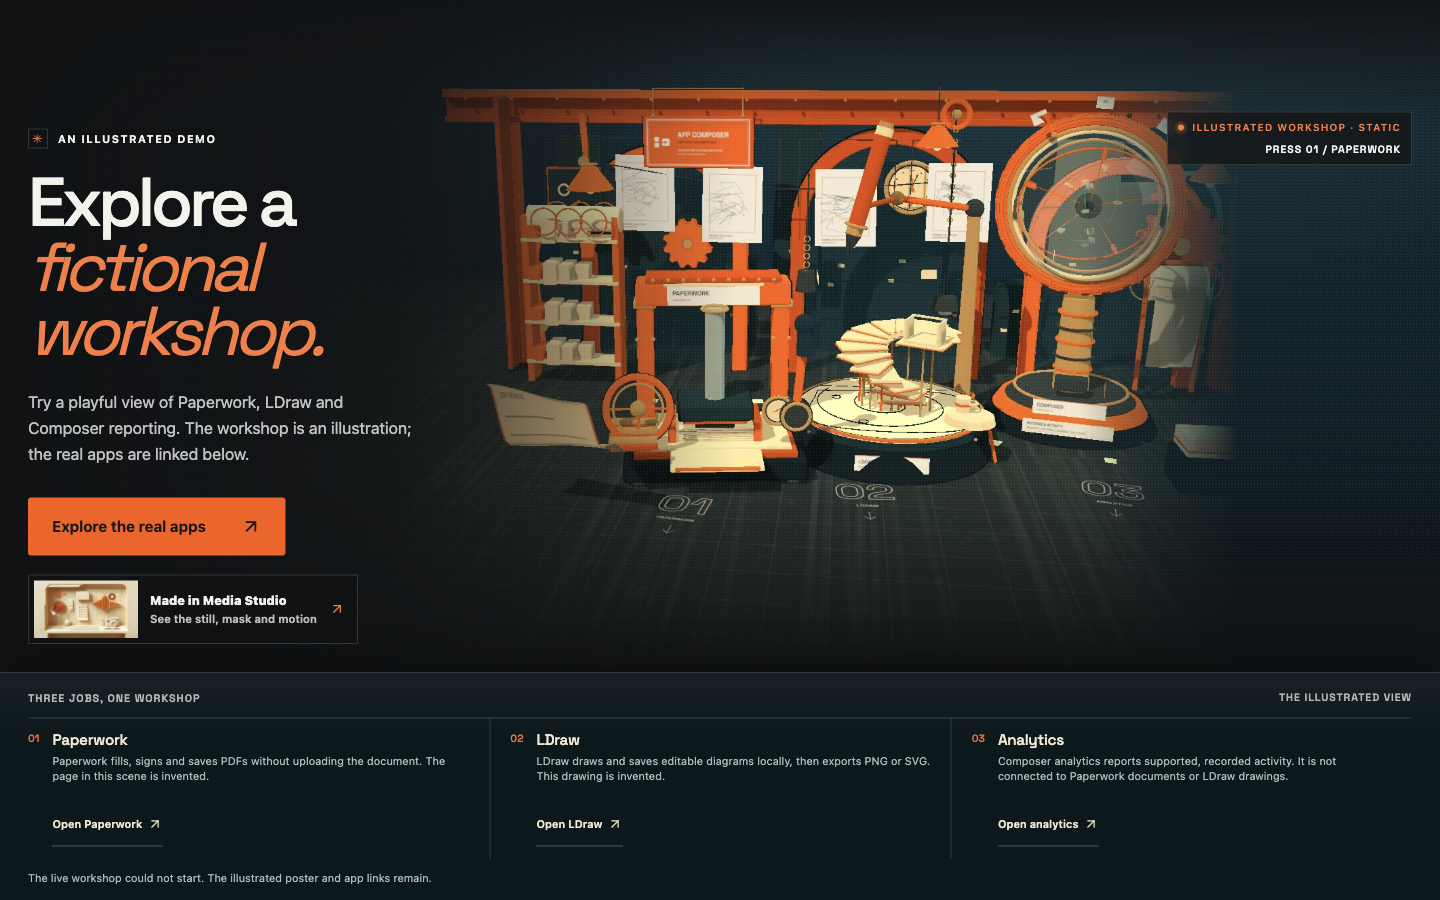 AN ILLUSTRATED DEMO
Explore a
fictional
workshop.
Try a playful view of Paperwork, LDraw and
Composer reporting. The workshop is an illustration;
the real apps are linked below.
Explore the real apps
Made in Media Studio
See the still, mask and motion
APP COMPOSER
PAPERWORK
COMPOSER
01
02
03
ILLUSTRATED WORKSHOP · STATIC
PRESS 01 / PAPERWORK
THREE JOBS, ONE WORKSHOP
THE ILLUSTRATED VIEW
01 Paperwork
Paperwork fills, signs and saves PDFs without uploading the document. The
page in this scene is invented.
Open Paperwork
02 LDraw
LDraw draws and saves editable diagrams locally, then exports PNG or SVG.
This drawing is invented.
Open LDraw
03 Analytics
Composer analytics reports supported, recorded activity. It is not
connected to Paperwork documents or LDraw drawings.
Open analytics
The live workshop could not start. The illustrated poster and app links remain.